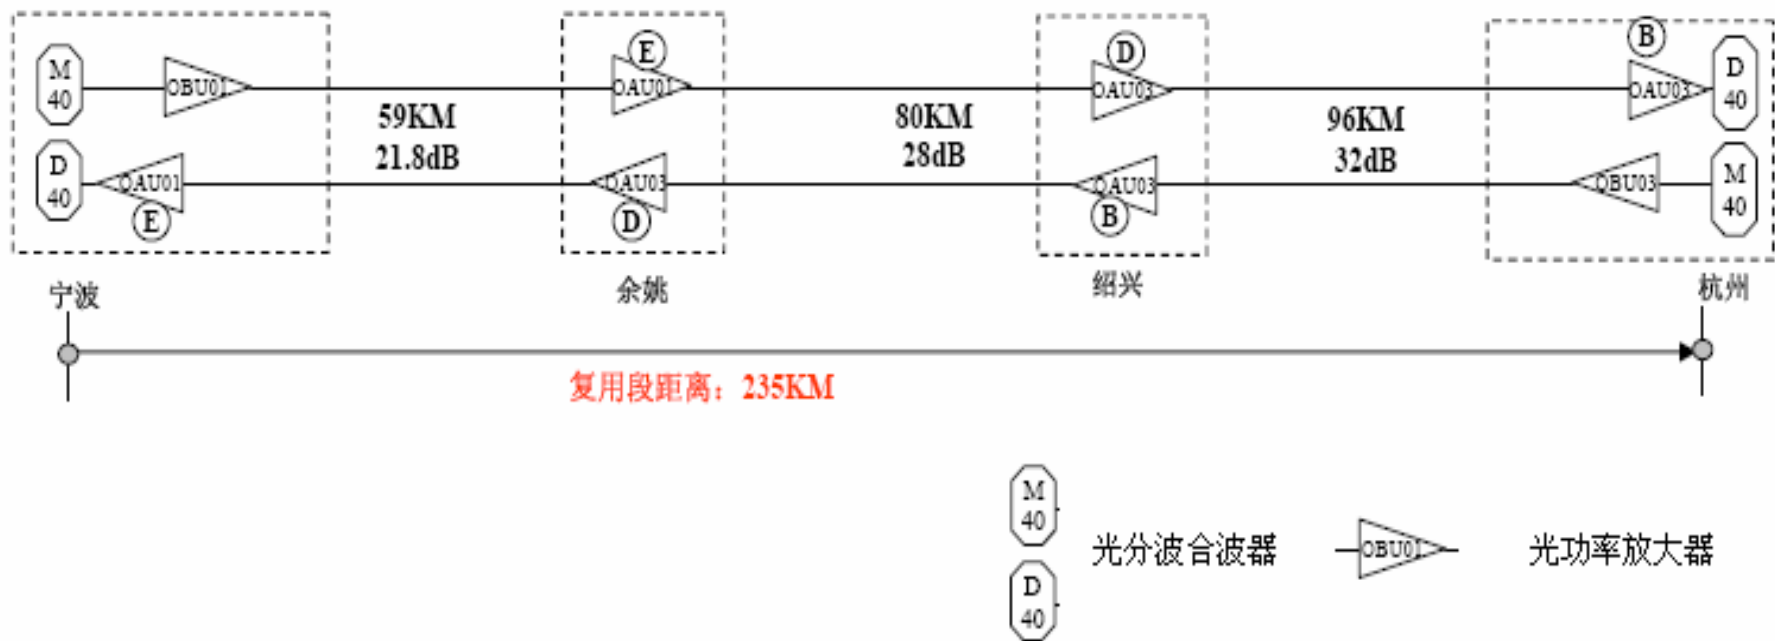 E
D
B
M
40
OBU01
OAU01
OAU03
OAU03
D
40
59KM
21.8dB
80KM
28dB
96KM
32dB
D
40
OAU01
OAU03
OAU03
OBU03
M
40
E
D
B
宁波
余姚
绍兴
杭州
复用段距离：235KM
M
40
光分波合波器
OBU01
光功率放大器
D
40